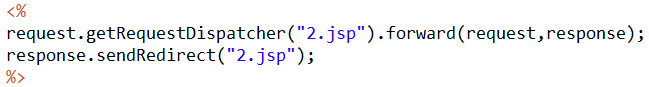 <%
request.getRequestDispatcher("2.jsp").forward(request,response);
response.sendRedirect("2.jsp");
%>